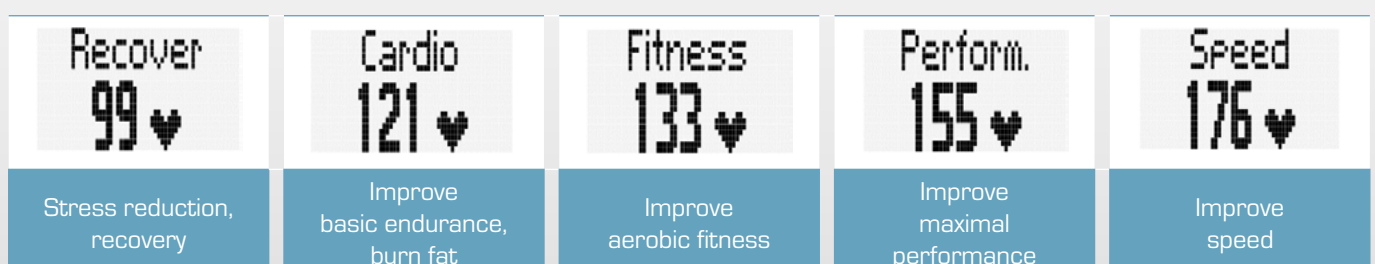 Recover
99 ♥
Stress reduction,
recovery
Cardio
121 ♥
Improve
basic endurance,
burn fat
Fitness
133 ♥
Improve
aerobic fitness
Perform.
155 ♥
Improve
maximal
performance
Speed
176 ♥
Improve
speed